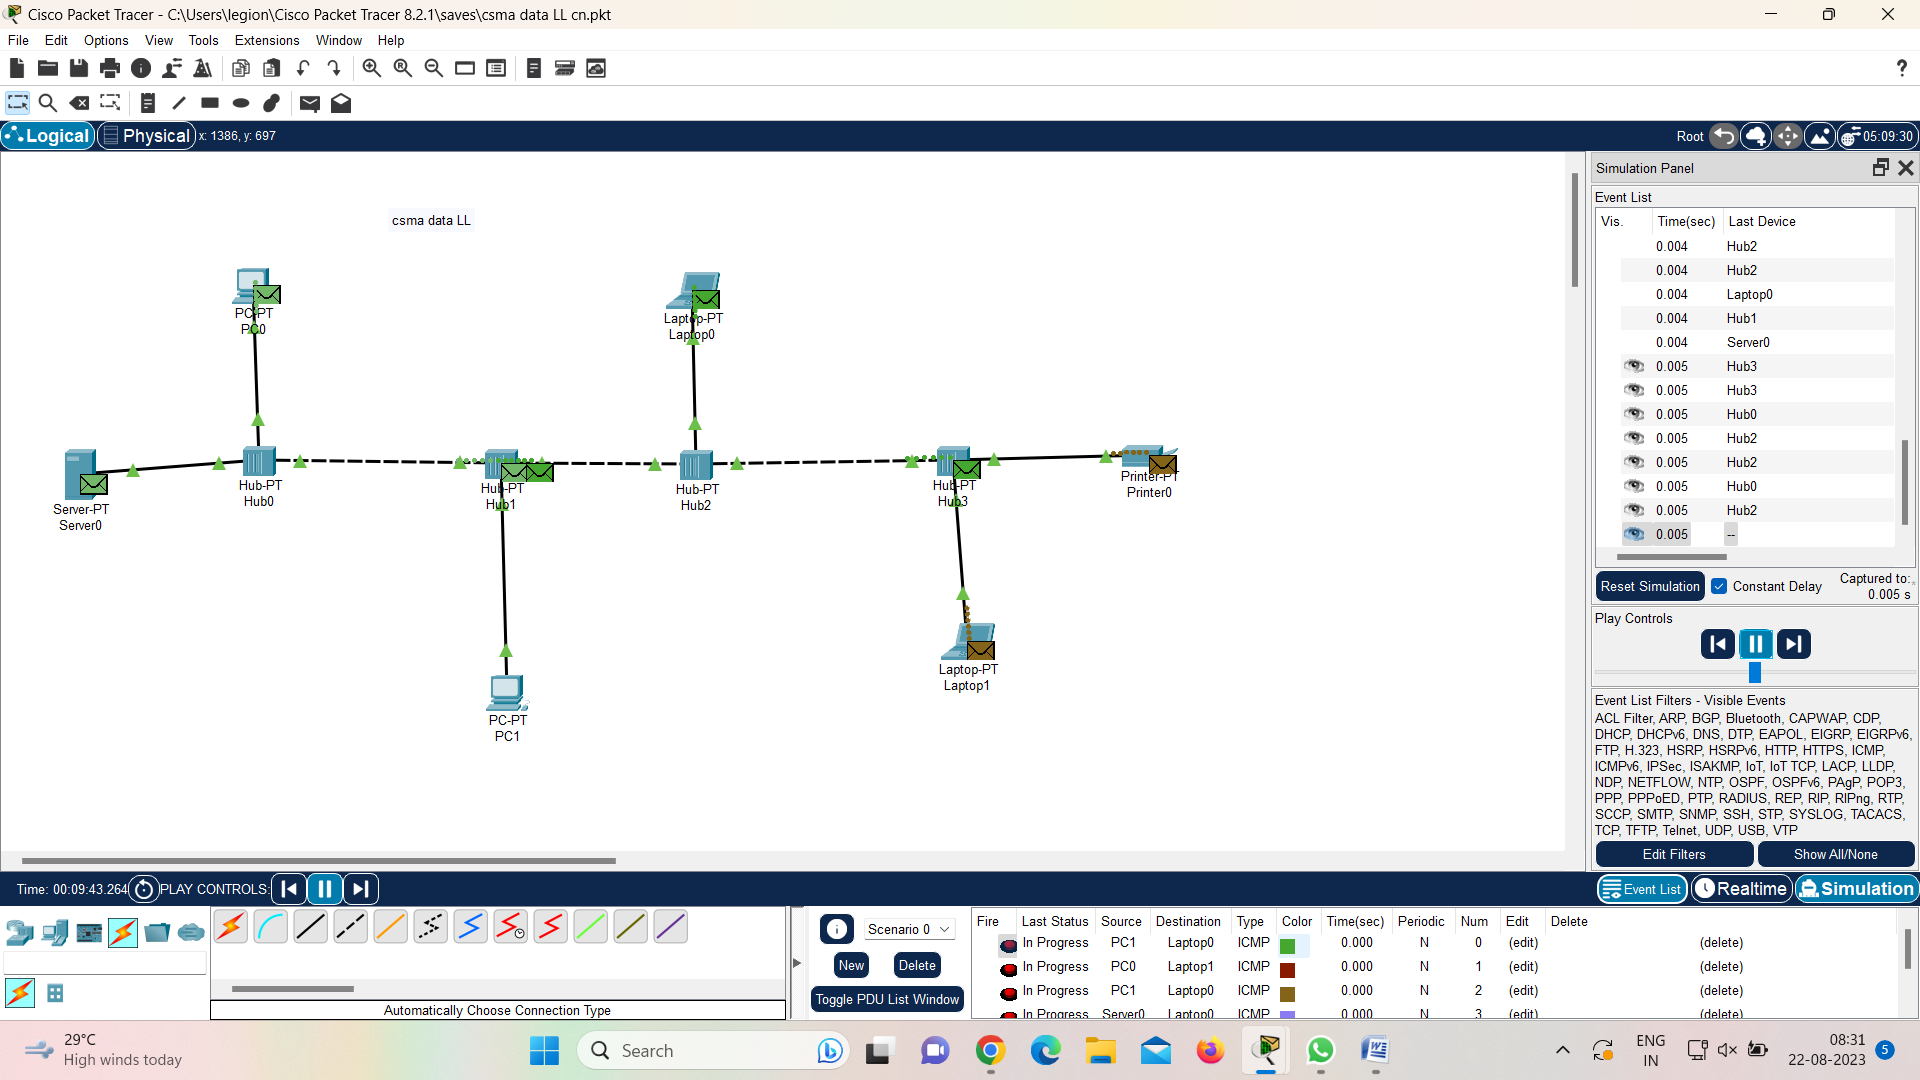 Cisco Packet Tracer - C:\Users\legion\Cisco Packet Tracer 8.2.1\saves\csma data LL cn.pkt
File Edit Options View Tools Extensions Window Help
?
Logical Physical x: 1386, y: 697 Root 05:09:30
Simulation Panel
Event List
Vis. Time(sec) Last Device
0.004 Hub2
0.004 Hub2
0.004 Laptop0
0.004 Hub1
0.004 Server0
0.005 Hub3
0.005 Hub3
0.005 Hub0
0.005 Hub2
0.005 Hub2
0.005 Hub0
0.005 Hub2
0.005 --
Reset Simulation Constant Delay Captured to:
0.005 s
Play Controls
Event List Filters - Visible Events
ACL Filter, ARP, BGP, Bluetooth, CAPWAP, CDP,
DHCP, DHCPv6, DNS, DTP, EAPOL, EIGRP, EIGRPv6,
FTP, H.323, HSRP, HSRPv6, HTTP, HTTPS, ICMP,
ICMPv6, IPSec, ISAKMP, IoT, IoT TCP, LACP, LLDP,
NDP, NETFLOW, NTP, OSPF, OSPFv6, PAgP, POP3,
PPP, PPPoED, PTP, RADIUS, REP, RIP, RIPng, RTP,
SCCP, SMTP, SNMP, SSH, STP, SYSLOG, TACACS,
TCP, TFTP, Telnet, UDP, USB, VTP
Edit Filters Show All/None
csma data LL
PC-PT
PC0
Laptop-PT
Laptop0
Server-PT
Server0
Hub-PT
Hub0
Hub-PT
Hub1
Hub-PT
Hub2
Hub-PT
Hub3
Printer-PT
Printer0
PC-PT
PC1
Laptop-PT
Laptop1
Time: 00:09:43.264 PLAY CONTROLS: Event List Realtime Simulation
Automatically Choose Connection Type
Scenario 0
New Delete
Toggle PDU List Window
Fire Last Status Source Destination Type Color Time(sec) Periodic Num Edit Delete
In Progress PC1 Laptop0 ICMP 0.000 N 0 (edit) (delete)
In Progress PC0 Laptop1 ICMP 0.000 N 1 (edit) (delete)
In Progress PC1 Laptop0 ICMP 0.000 N 2 (edit) (delete)
In Progress Server0 Laptop0 ICMP 0.000 N 3 (edit) (delete)
29°C
High winds today
Search
ENG
IN
08:31
22-08-2023
5